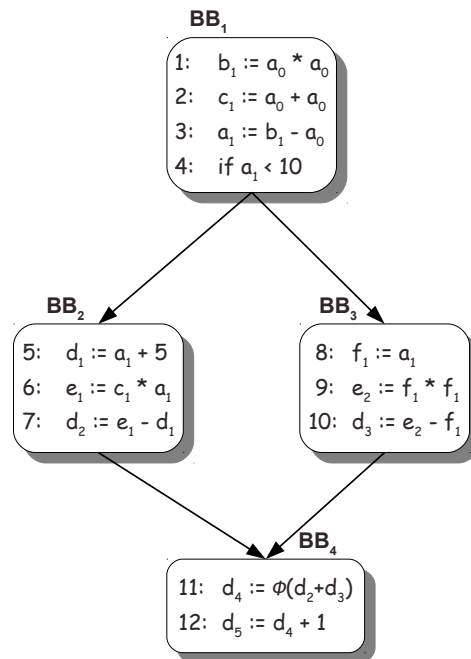 BB₁
1: b₁ := a₀ * a₀
2: c₁ := a₀ + a₀
3: a₁ := b₁ - a₀
4: if a₁ < 10
BB₂
5: d₁ := a₁ + 5
6: e₁ := c₁ * a₁
7: d₂ := e₁ - d₁
BB₃
8: f₁ := a₁
9: e₂ := f₁ * f₁
10: d₃ := e₂ - f₁
BB₄
11: d₄ := Φ(d₂+d₃)
12: d₅ := d₄ + 1